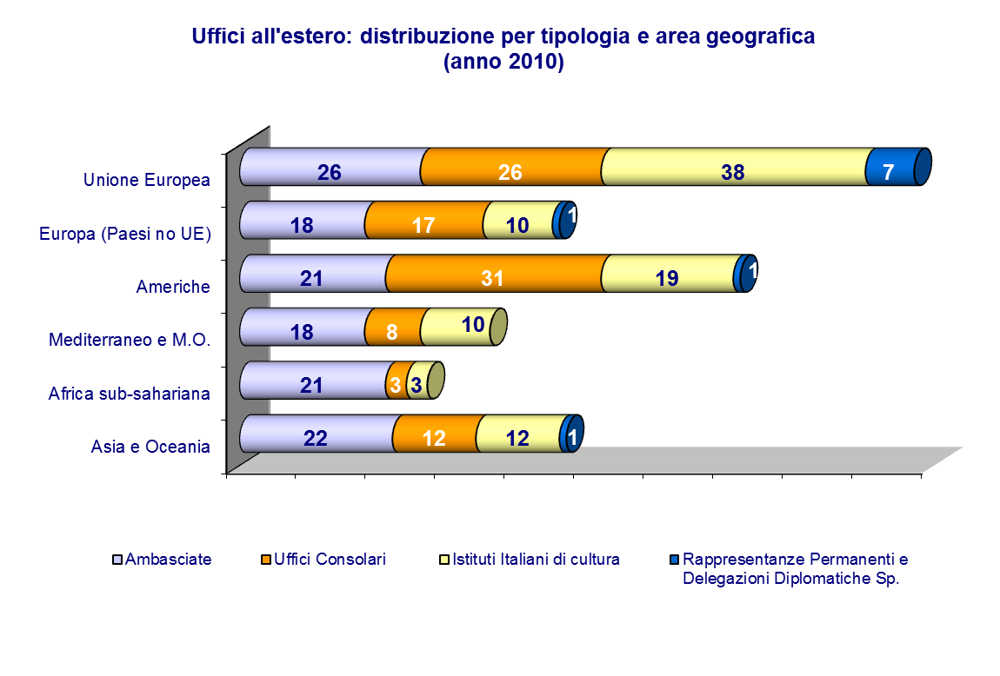 Uffici all'estero: distribuzione per tipologia e area geografica
(anno 2010)
Unione Europea
26
26
38
7
Europa (Paesi no UE)
18
17
10
1
Americhe
21
31
19
1
Mediterraneo e M.O.
18
8
10
Africa sub-sahariana
21
3
3
Asia e Oceania
22
12
12
1
Ambasciate
Uffici Consolari
Istituti Italiani di cultura
Rappresentanze Permanenti e
Delegazioni Diplomatiche Sp.